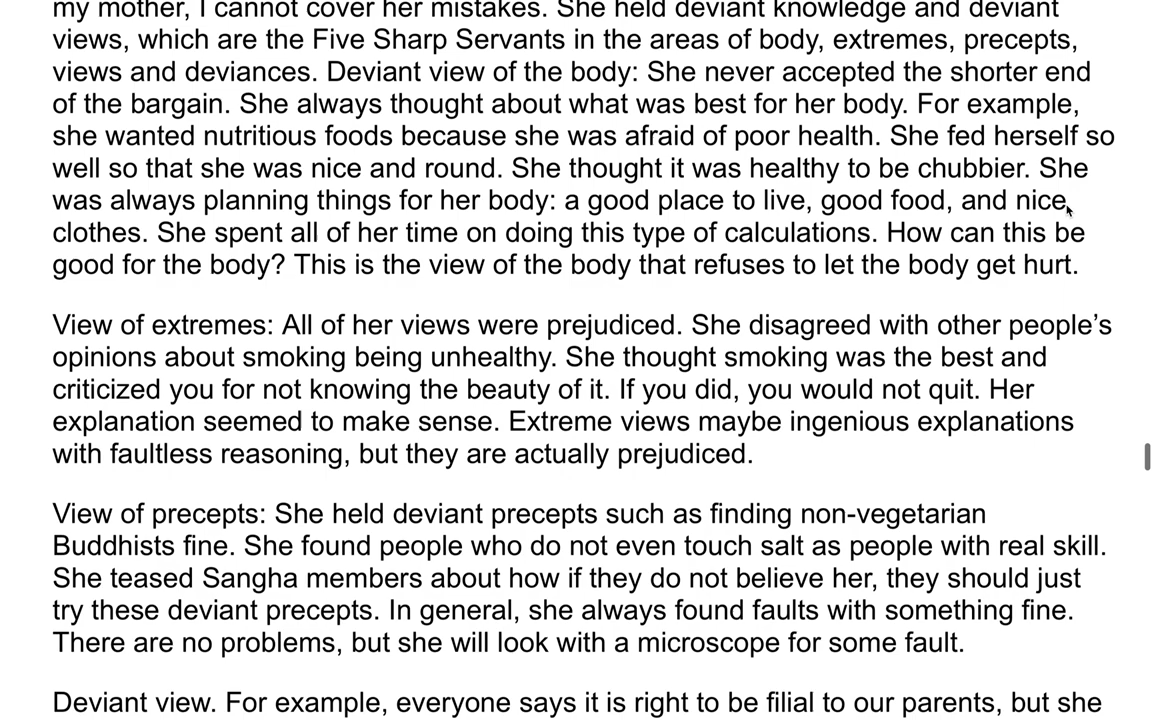 my mother, I cannot cover her mistakes. She held deviant knowledge and deviant
views, which are the Five Sharp Servants in the areas of body, extremes, precepts,
views and deviances. Deviant view of the body: She never accepted the shorter end
of the bargain. She always thought about what was best for her body. For example,
she wanted nutritious foods because she was afraid of poor health. She fed herself so
well so that she was nice and round. She thought it was healthy to be chubbier. She
was always planning things for her body: a good place to live, good food, and nice
clothes. She spent all of her time on doing this type of calculations. How can this be
good for the body? This is the view of the body that refuses to let the body get hurt.
View of extremes: All of her views were prejudiced. She disagreed with other people’s
opinions about smoking being unhealthy. She thought smoking was the best and
criticized you for not knowing the beauty of it. If you did, you would not quit. Her
explanation seemed to make sense. Extreme views maybe ingenious explanations
with faultless reasoning, but they are actually prejudiced.
View of precepts: She held deviant precepts such as finding non-vegetarian
Buddhists fine. She found people who do not even touch salt as people with real skill.
She teased Sangha members about how if they do not believe her, they should just
try these deviant precepts. In general, she always found faults with something fine.
There are no problems, but she will look with a microscope for some fault.
Deviant view. For example, everyone says it is right to be filial to our parents, but she